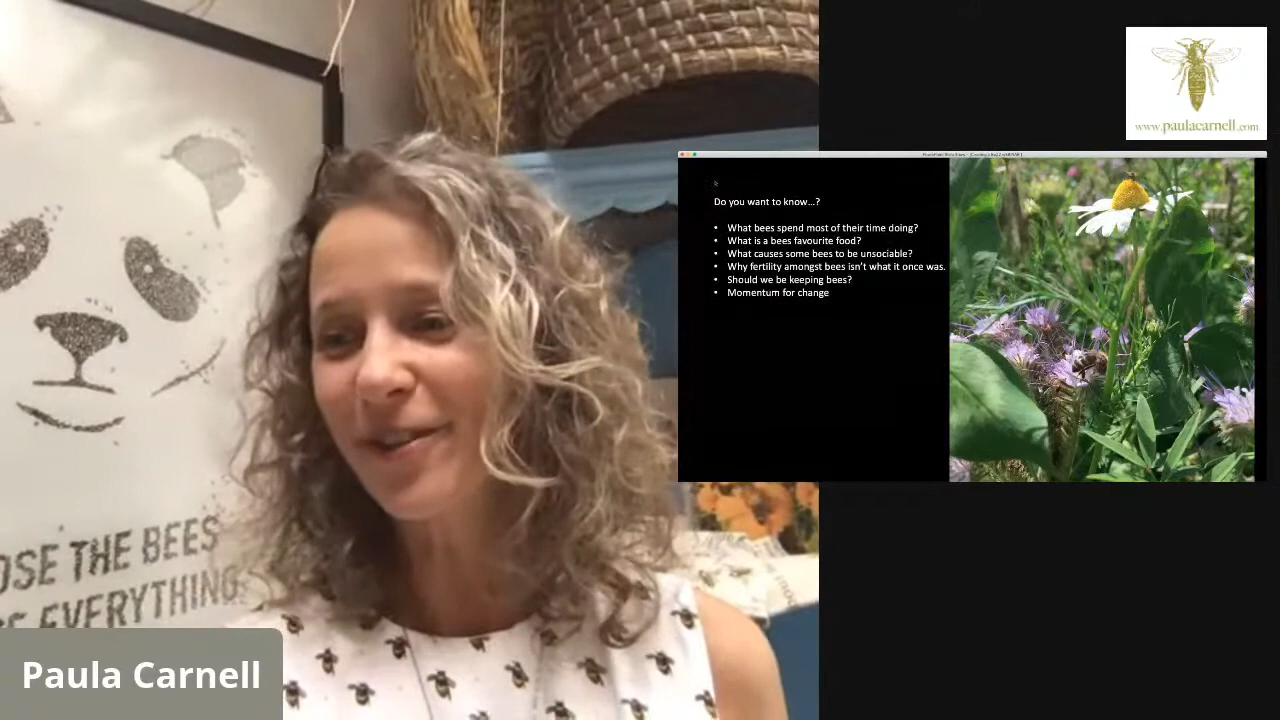 OSE THE BEES
EVERYTHING
Paula Carnell
www.paulacarnell.com
Do you want to know...?
• What bees spend most of their time doing?
• What is a bees favourite food?
• What causes some bees to be unsociable?
• Why fertility amongst bees isn't what it once was.
• Should we be keeping bees?
• Momentum for change